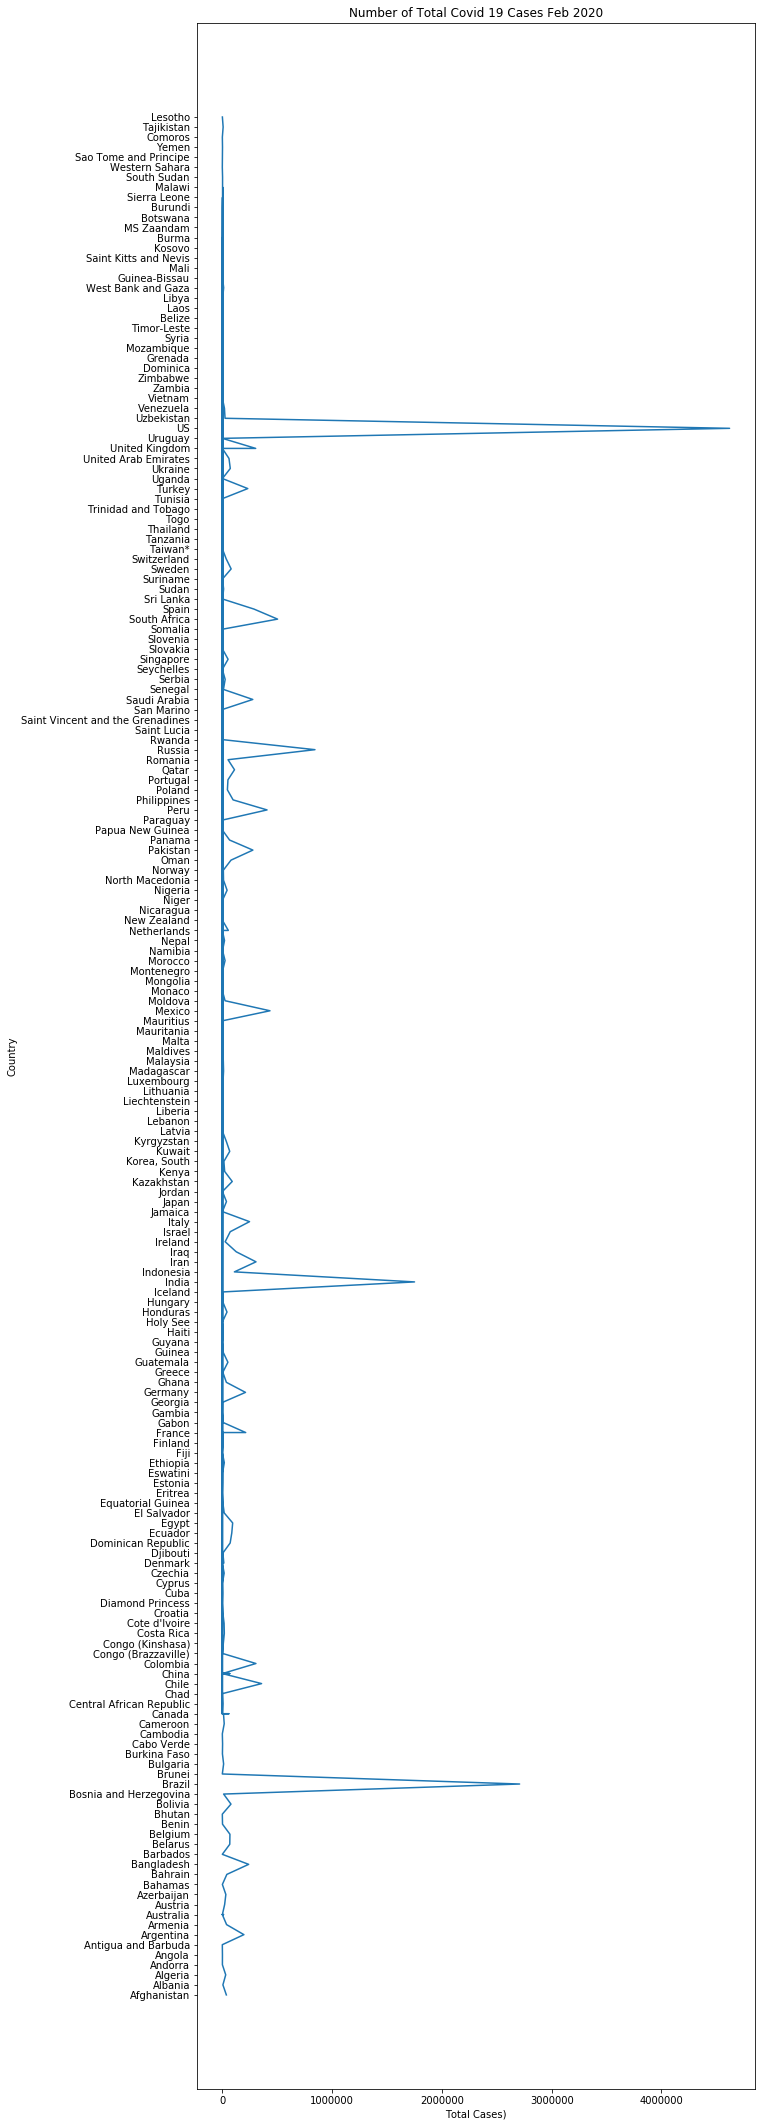 Number of Total Covid 19 Cases Feb 2020
Lesotho
Tajikistan
Comoros
Yemen
Sao Tome and Principe
Western Sahara
South Sudan
Malawi
Sierra Leone
Burundi
Botswana
MS Zaandam
Burma
Kosovo
Saint Kitts and Nevis
Mali
Guinea-Bissau
West Bank and Gaza
Libya
Laos
Belize
Timor-Leste
Syria
Mozambique
Grenada
Dominica
Zimbabwe
Zambia
Vietnam
Venezuela
Uzbekistan
US
Uruguay
United Kingdom
United Arab Emirates
Ukraine
Uganda
Turkey
Tunisia
Trinidad and Tobago
Togo
Thailand
Tanzania
Taiwan*
Switzerland
Sweden
Suriname
Sudan
Sri Lanka
Spain
South Africa
Somalia
Slovenia
Slovakia
Singapore
Seychelles
Serbia
Senegal
Saudi Arabia
San Marino
Saint Vincent and the Grenadines
Saint Lucia
Rwanda
Russia
Romania
Qatar
Portugal
Poland
Philippines
Peru
Paraguay
Papua New Guinea
Panama
Pakistan
Oman
Norway
North Macedonia
Nigeria
Niger
Nicaragua
New Zealand
Netherlands
Nepal
Namibia
Morocco
Montenegro
Mongolia
Monaco
Moldova
Mexico
Mauritius
Mauritania
Malta
Maldives
Malaysia
Madagascar
Luxembourg
Lithuania
Liechtenstein
Liberia
Lebanon
Latvia
Kyrgyzstan
Kuwait
Korea, South
Kenya
Kazakhstan
Jordan
Japan
Jamaica
Italy
Israel
Ireland
Iraq
Iran
Indonesia
India
Iceland
Hungary
Honduras
Holy See
Haiti
Guyana
Guinea
Guatemala
Greece
Ghana
Germany
Georgia
Gambia
Gabon
France
Finland
Fiji
Ethiopia
Eswatini
Estonia
Eritrea
Equatorial Guinea
El Salvador
Egypt
Ecuador
Dominican Republic
Djibouti
Denmark
Czechia
Cyprus
Cuba
Diamond Princess
Croatia
Cote d'Ivoire
Costa Rica
Congo (Kinshasa)
Congo (Brazzaville)
Colombia
China
Chile
Chad
Central African Republic
Canada
Cameroon
Cambodia
Cabo Verde
Burkina Faso
Bulgaria
Brunei
Brazil
Bosnia and Herzegovina
Bolivia
Bhutan
Benin
Belgium
Belarus
Barbados
Bangladesh
Bahrain
Bahamas
Azerbaijan
Austria
Australia
Armenia
Argentina
Antigua and Barbuda
Angola
Andorra
Algeria
Albania
Afghanistan
Country
0 1000000 2000000 3000000 4000000
Total Cases)